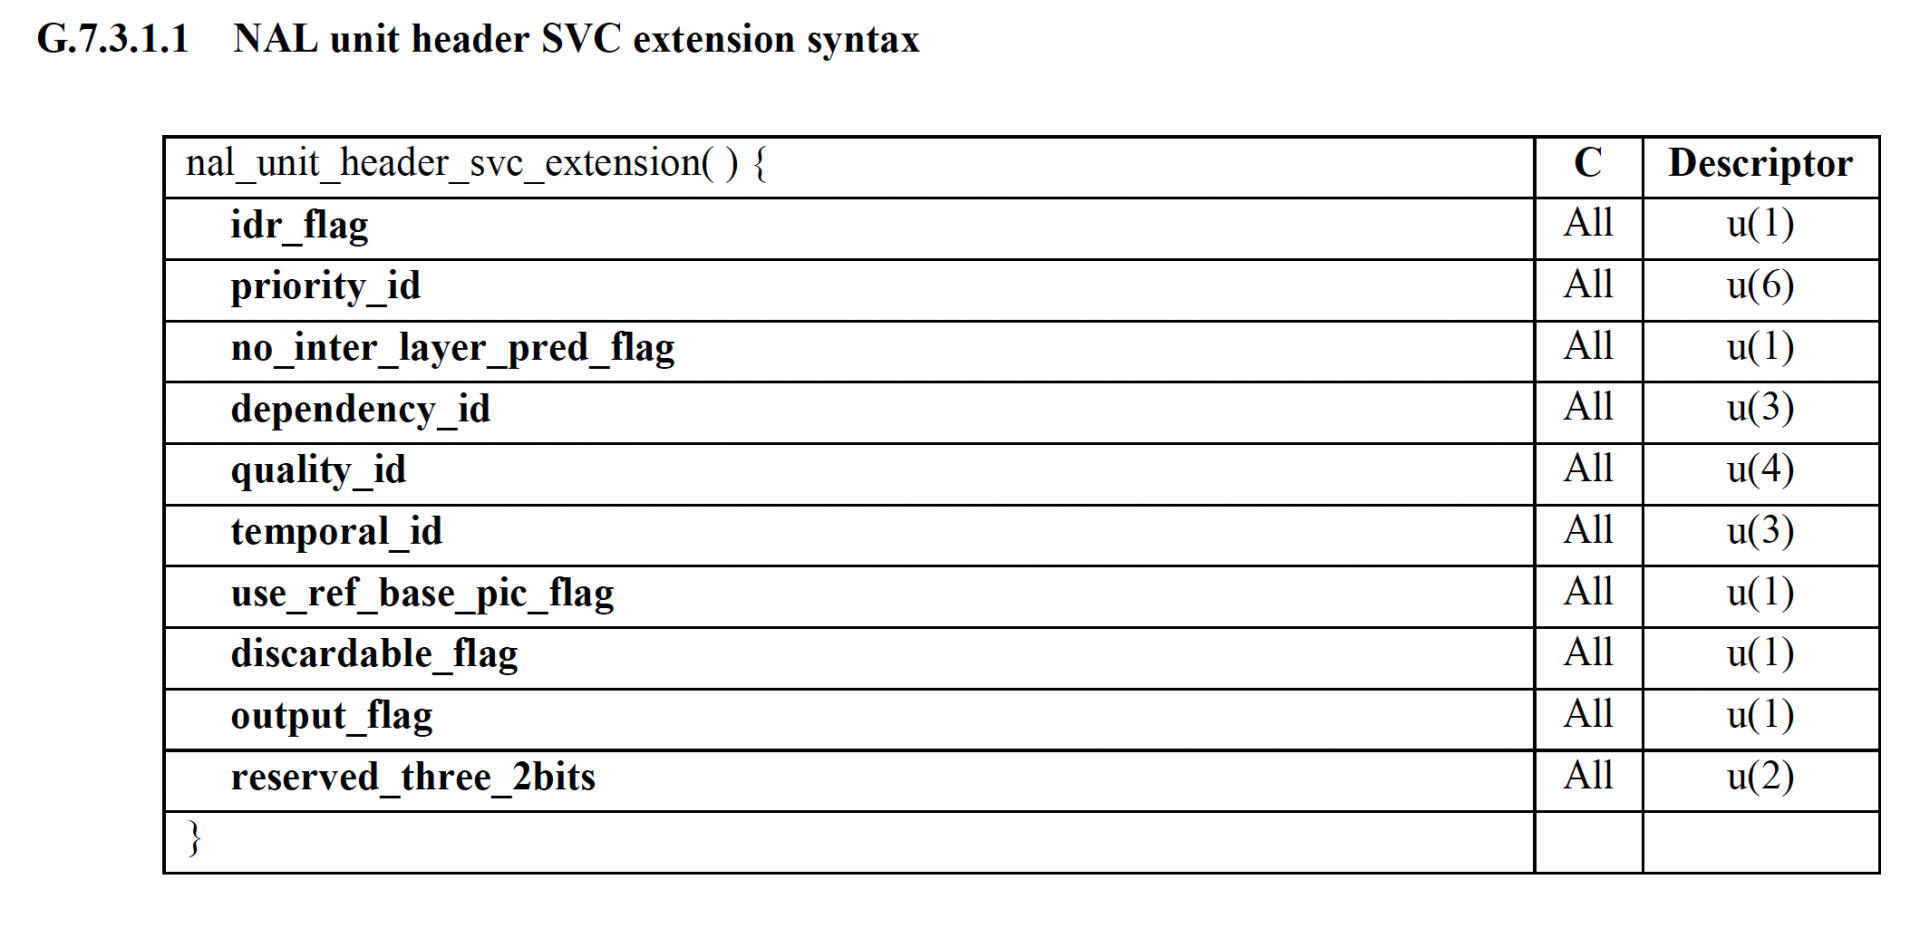 G.7.3.1.1 NAL unit header SVC extension syntax
nal_unit_header_svc_extension( ) { C Descriptor
idr_flag All u(1)
priority_id All u(6)
no_inter_layer_pred_flag All u(1)
dependency_id All u(3)
quality_id All u(4)
temporal_id All u(3)
use_ref_base_pic_flag All u(1)
discardable_flag All u(1)
output_flag All u(1)
reserved_three_2bits All u(2)
}